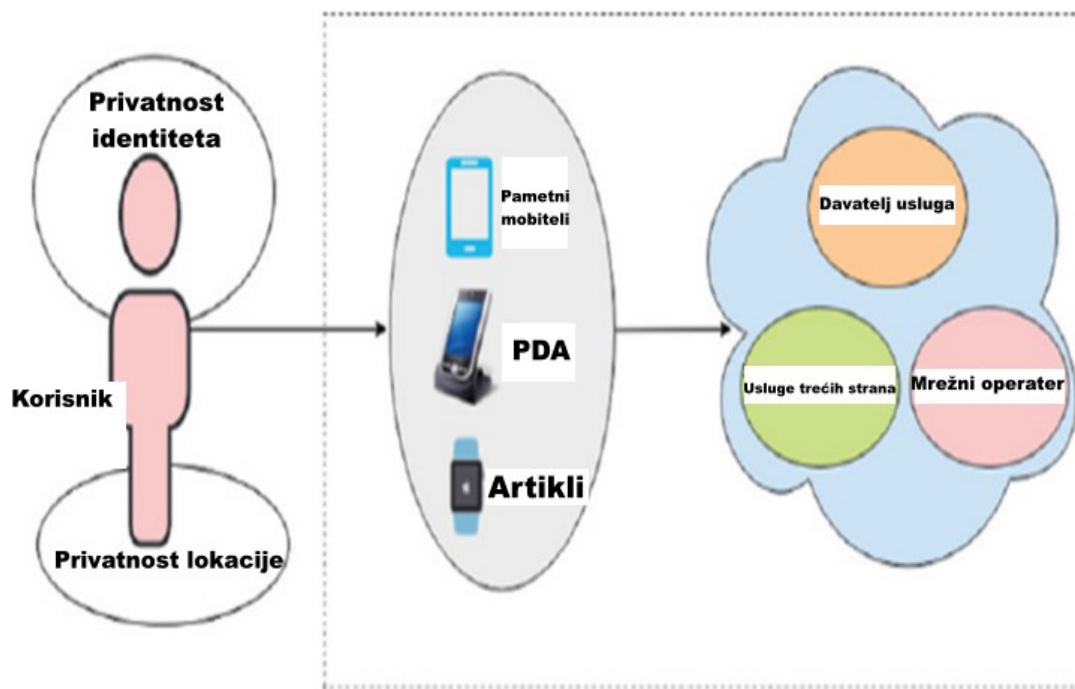 Privatnost
identiteta
Korisnik
Privatnost lokacije
Pametni
mobiteli
PDA
Artikli
Davatelj usluga
Usluge trećih strana
Mrežni operater